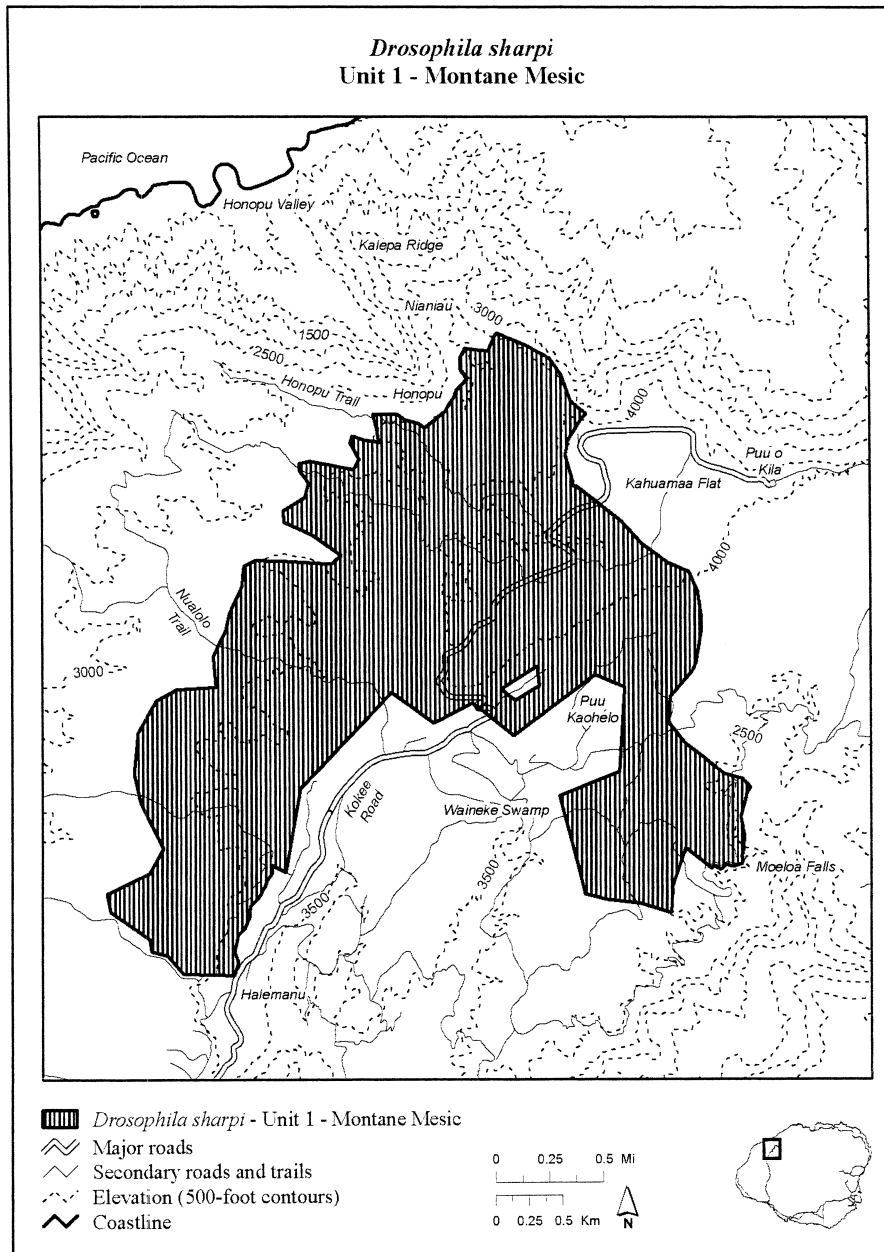 Drosophila sharpi
Unit 1 - Montane Mesic
Pacific Ocean
Honopu Valley
Kalepa Ridge
Nianiau
3000
1500
2500
Honopu Trail
Honopu
4000
Puu o
Kila
Kahuamaa Flat
4000
Nualolo
Trail
3000
Puu
Kaohelo
2500
Kokee
Road
Waineke Swamp
Moeloa Falls
3500
3500
Halemanu
Drosophila sharpi - Unit 1 - Montane Mesic
Major roads
Secondary roads and trails
Elevation (500-foot contours)
Coastline
0 0.25 0.5 Mi
0 0.25 0.5 Km
N